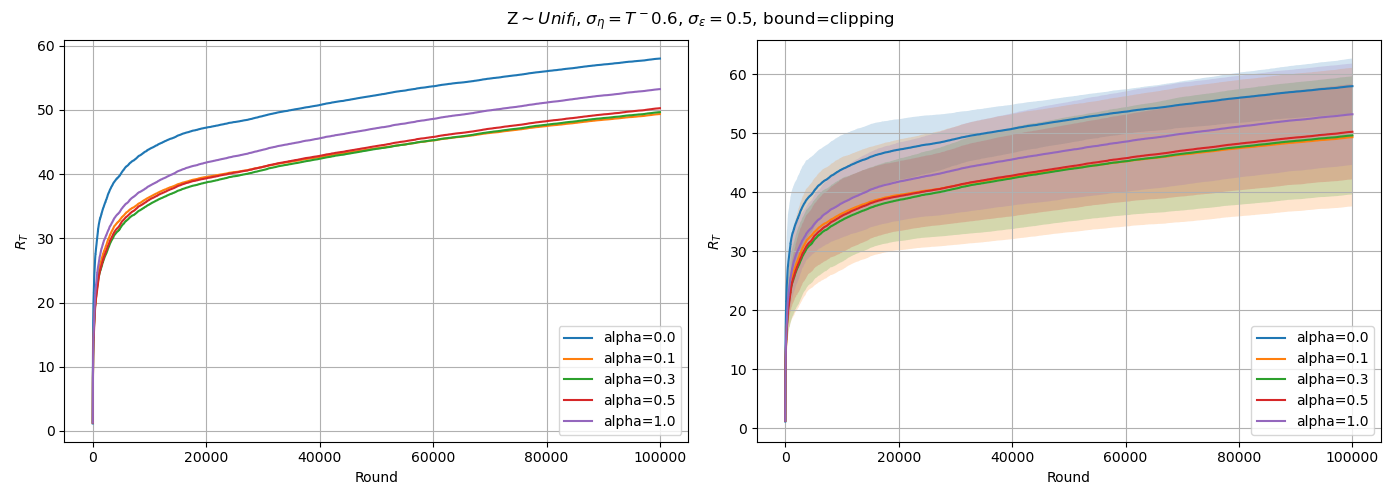 Z ∼ Unif_I, σ_η = T⁻0.6, σ_ε = 0.5, bound=clipping
60
50
40
30
20
10
0
R_T
0
20000
40000
60000
80000
100000
Round
alpha=0.0
alpha=0.1
alpha=0.3
alpha=0.5
alpha=1.0
60
50
40
30
20
10
0
R_T
0
20000
40000
60000
80000
100000
Round
alpha=0.0
alpha=0.1
alpha=0.3
alpha=0.5
alpha=1.0